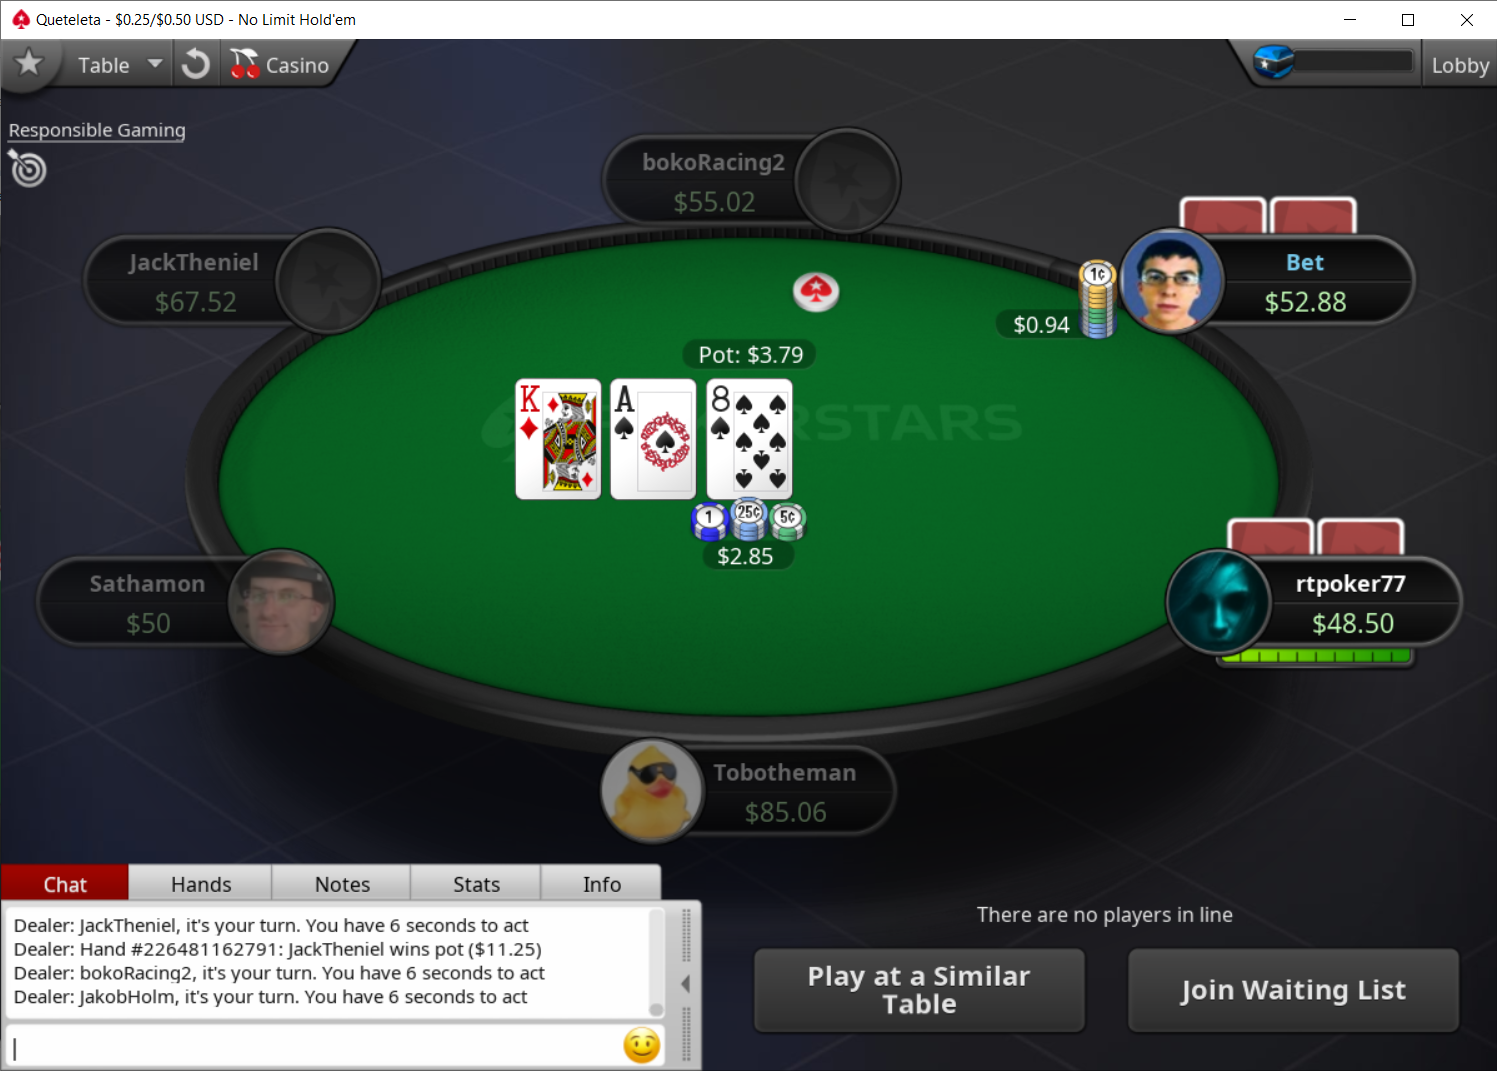 Queteleta - $0.25/$0.50 USD - No Limit Hold'em
Table
Casino
Lobby
Responsible Gaming
bokoRacing2
$55.02
JackTheniel
$67.52
Bet
$52.88
1¢
$0.94
Pot: $3.79
K
A
8
STARS
1
25¢
5¢
$2.85
Sathamon
$50
rtpoker77
$48.50
Tobotheman
$85.06
Chat
Hands
Notes
Stats
Info
Dealer: JackTheniel, it's your turn. You have 6 seconds to act
Dealer: Hand #226481162791: JackTheniel wins pot ($11.25)
Dealer: bokoRacing2, it's your turn. You have 6 seconds to act
Dealer: JakobHolm, it's your turn. You have 6 seconds to act
There are no players in line
Play at a Similar
Table
Join Waiting List